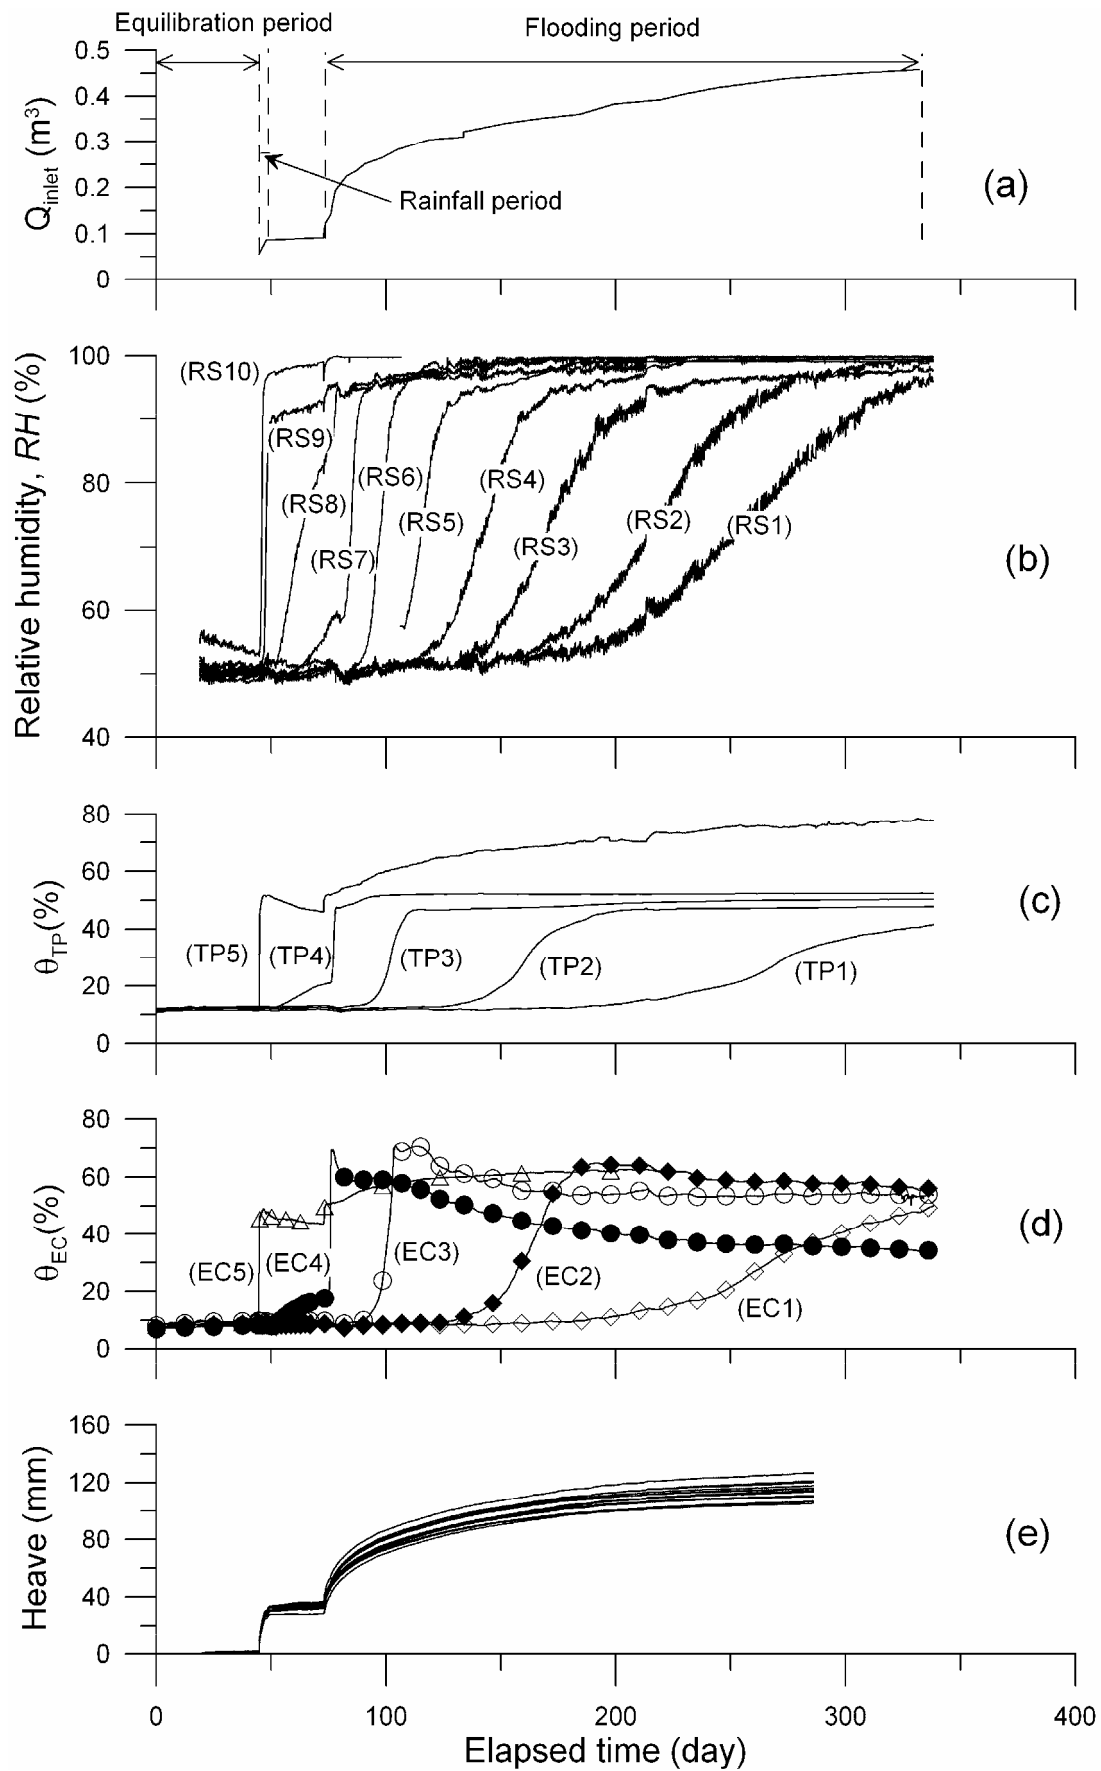 Equilibration period
Flooding period
0.5
0.4
0.3
0.2
0.1
0
Q_inlet (m³)
Rainfall period
(a)
100
80
60
40
Relative humidity, RH (%)
(RS10)
(RS9)
(RS8)
(RS7)
(RS6)
(RS5)
(RS4)
(RS3)
(RS2)
(RS1)
(b)
80
60
40
20
0
θ_TP(%)
(TP5)
(TP4)
(TP3)
(TP2)
(TP1)
(c)
80
60
40
20
0
θ_EC(%)
(EC5)
(EC4)
(EC3)
(EC2)
(EC1)
(d)
160
120
80
40
0
Heave (mm)
(e)
0 100 200 300 400
Elapsed time (day)